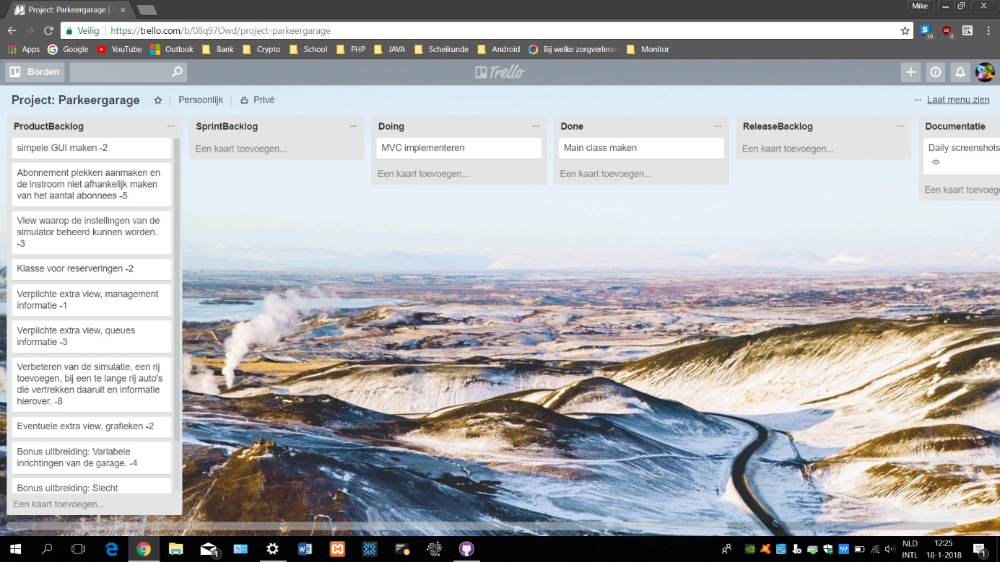 Project: Parkeergarage |
Mike
Veilig
https://trello.com/b/08q97Owd/project-parkeergarage
10
4
Apps
Google
YouTube
Outlook
Bank
Crypto
School
PHP
JAVA
Scheikunde
Android
Bij welke zorgverlen
Monitor
Borden
Trello
Project: Parkeergarage
Persoonlijk
Privé
Laat menu zien
ProductBacklog
simpele GUI maken -2
Abonnement plekken aanmaken en
de instroom niet afhankelijk maken
van het aantal abonnees -5
View waarop de instellingen van de
simulator beheerd kunnen worden.
-3
Klasse voor reserveringen -2
Verplichte extra view, management
informatie -1
Verplichte extra view, queues
informatie -3
Verbeteren van de simulatie, een rij
toevoegen, bij een te lange rij auto's
die vertrekken daaruit en informatie
hierover. -8
Eventuele extra view, grafieken -2
Bonus uitbreiding: Variabele
inrichtingen van de garage. -4
Bonus uitbreiding: Slecht
Een kaart toevoegen...
SprintBacklog
Een kaart toevoegen...
Doing
MVC implementeren
Een kaart toevoegen...
Done
Main class maken
Een kaart toevoegen...
ReleaseBacklog
Een kaart toevoegen...
Documentatie
Daily screenshots
Een kaart toevoeg
1
NLD
INTL
12:25
18-1-2018
1